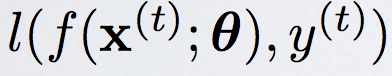 l(f(x^{(t)}; θ), y^{(t)})